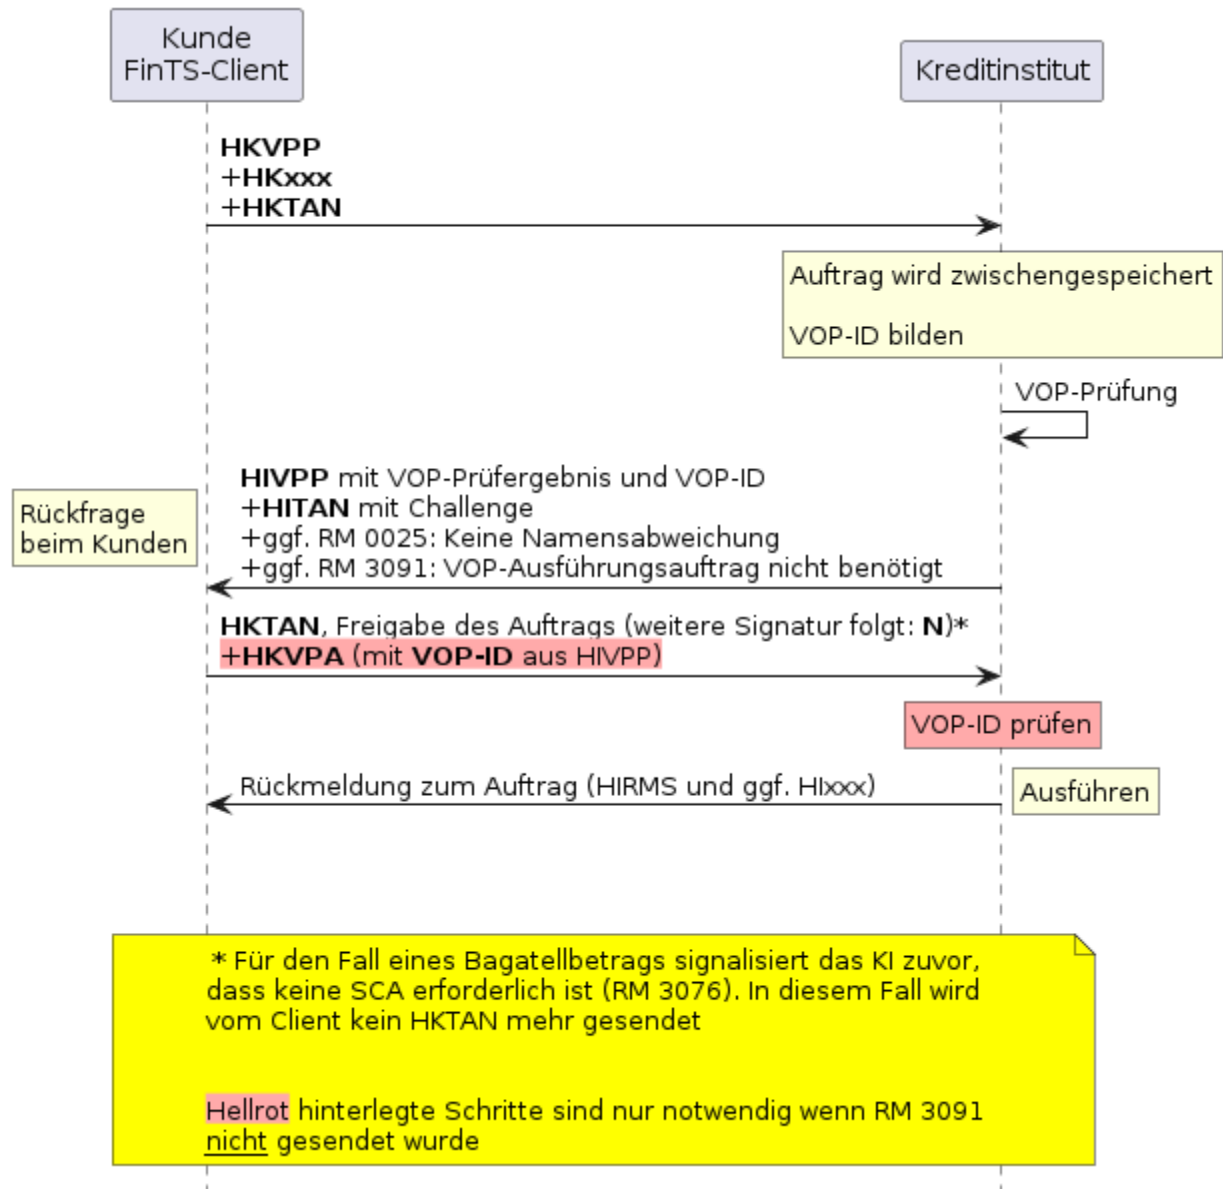 Kunde
FinTS-Client
Kreditinstitut
HKVPP
+HKxxx
+HKTAN
Auftrag wird zwischengespeichert
VOP-ID bilden
VOP-Prüfung
HIVPP mit VOP-Prüfergebnis und VOP-ID
+HITAN mit Challenge
+ggf. RM 0025: Keine Namensabweichung
+ggf. RM 3091: VOP-Ausführungsauftrag nicht benötigt
Rückfrage
beim Kunden
HKTAN, Freigabe des Auftrags (weitere Signatur folgt: N)*
+HKVPA (mit VOP-ID aus HIVPP)
VOP-ID prüfen
Rückmeldung zum Auftrag (HIRMS und ggf. HIxxx)
Ausführen
* Für den Fall eines Bagatellbetrags signalisiert das KI zuvor,
dass keine SCA erforderlich ist (RM 3076). In diesem Fall wird
vom Client kein HKTAN mehr gesendet
Hellrot hinterlegte Schritte sind nur notwendig wenn RM 3091
nicht gesendet wurde